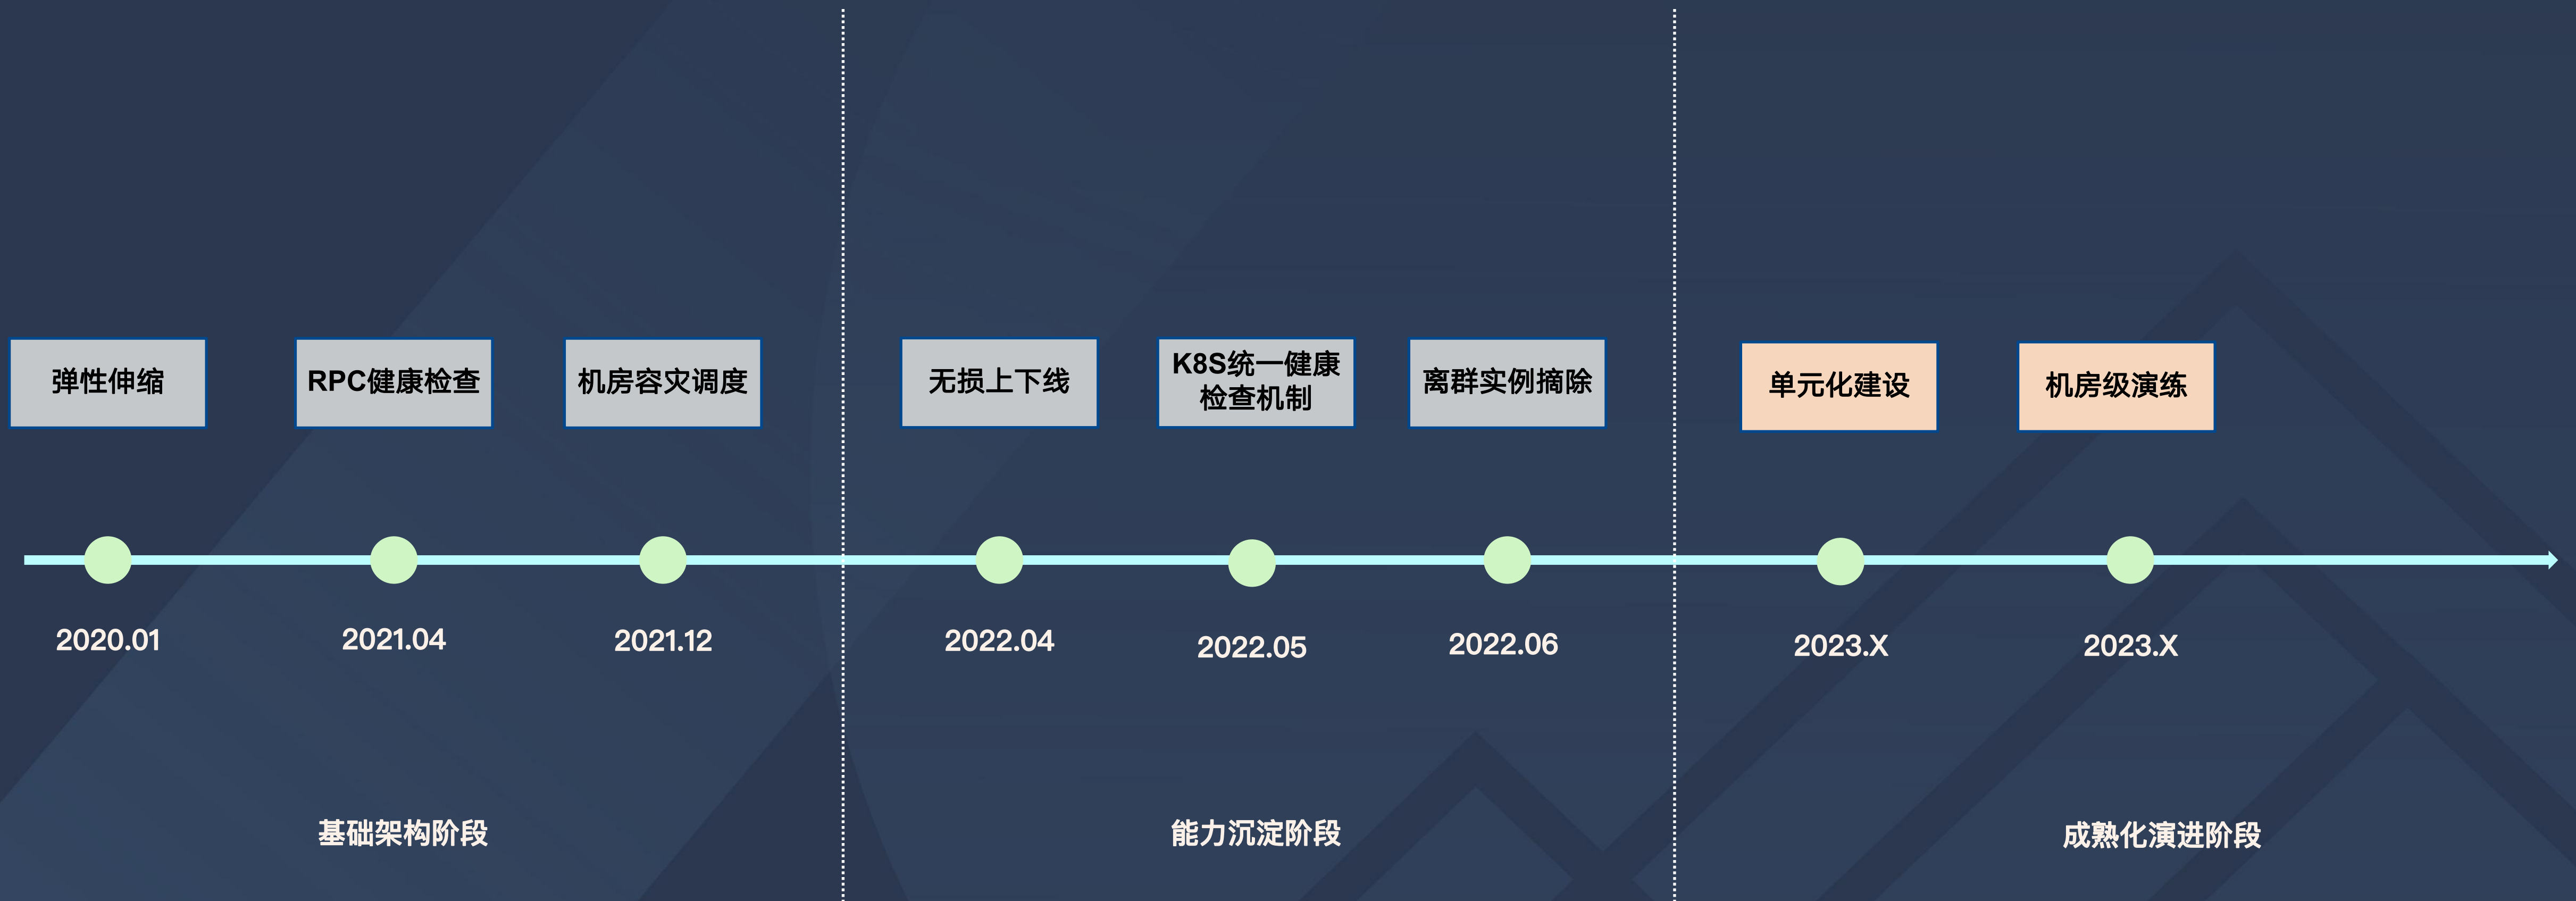 弹性伸缩
RPC健康检查
机房容灾调度
无损上下线
K8S统一健康
检查机制
离群实例摘除
单元化建设
机房级演练
2020.01
2021.04
2021.12
2022.04
2022.05
2022.06
2023.X
2023.X
基础架构阶段
能力沉淀阶段
成熟化演进阶段